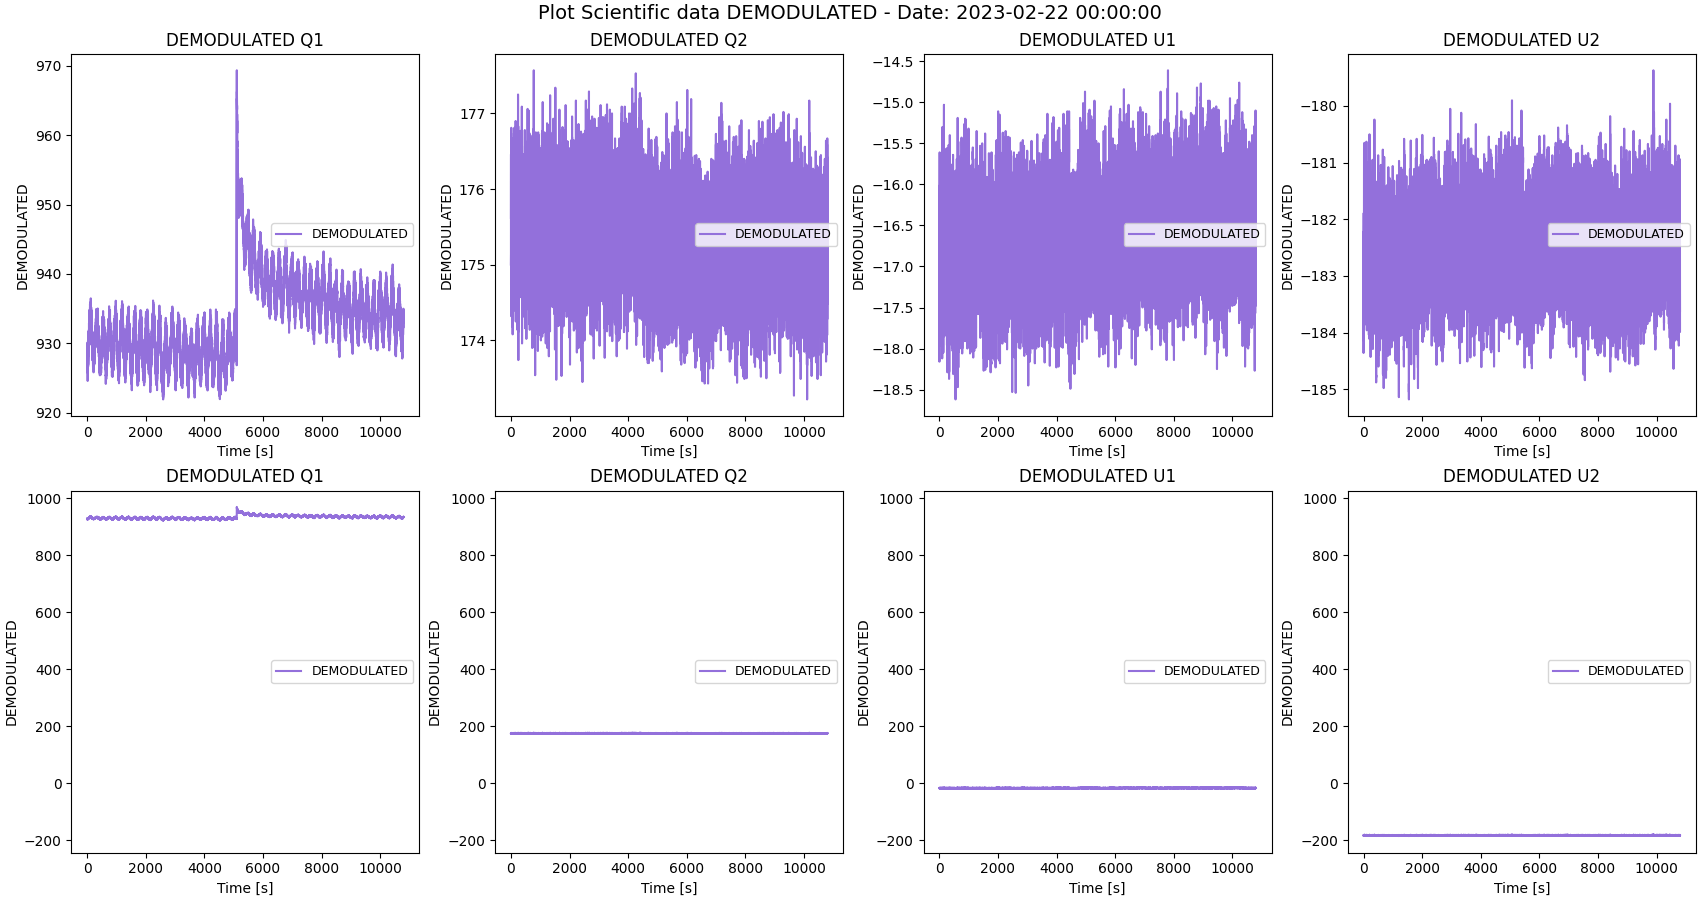 Plot Scientific data DEMODULATED - Date: 2023-02-22 00:00:00
DEMODULATED Q1
DEMODULATED
970
960
950
940
930
920
DEMODULATED
0 2000 4000 6000 8000 10000
Time [s]
DEMODULATED Q2
DEMODULATED
177
176
175
174
DEMODULATED
0 2000 4000 6000 8000 10000
Time [s]
DEMODULATED U1
DEMODULATED
−14.5
−15.0
−15.5
−16.0
−16.5
−17.0
−17.5
−18.0
−18.5
DEMODULATED
0 2000 4000 6000 8000 10000
Time [s]
DEMODULATED U2
DEMODULATED
−180
−181
−182
−183
−184
−185
DEMODULATED
0 2000 4000 6000 8000 10000
Time [s]
DEMODULATED Q1
DEMODULATED
1000
800
600
400
200
0
−200
DEMODULATED
0 2000 4000 6000 8000 10000
Time [s]
DEMODULATED Q2
DEMODULATED
1000
800
600
400
200
0
−200
DEMODULATED
0 2000 4000 6000 8000 10000
Time [s]
DEMODULATED U1
DEMODULATED
1000
800
600
400
200
0
−200
DEMODULATED
0 2000 4000 6000 8000 10000
Time [s]
DEMODULATED U2
DEMODULATED
1000
800
600
400
200
0
−200
DEMODULATED
0 2000 4000 6000 8000 10000
Time [s]